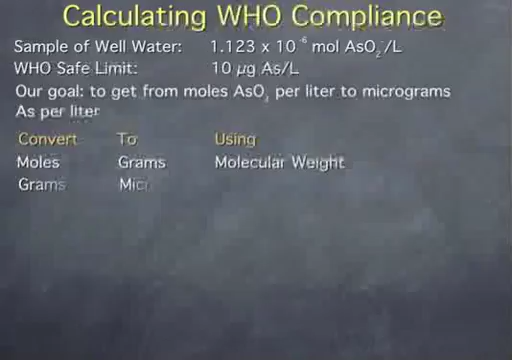 Calculating WHO Compliance
Sample of Well Water: 1.123 x 10⁻⁶ mol AsO₂⁻/L
WHO Safe Limit: 10 µg As/L
Our goal: to get from moles AsO₂ per liter to micrograms
As per liter
Convert To Using
Moles Grams Molecular Weight
Grams Mic